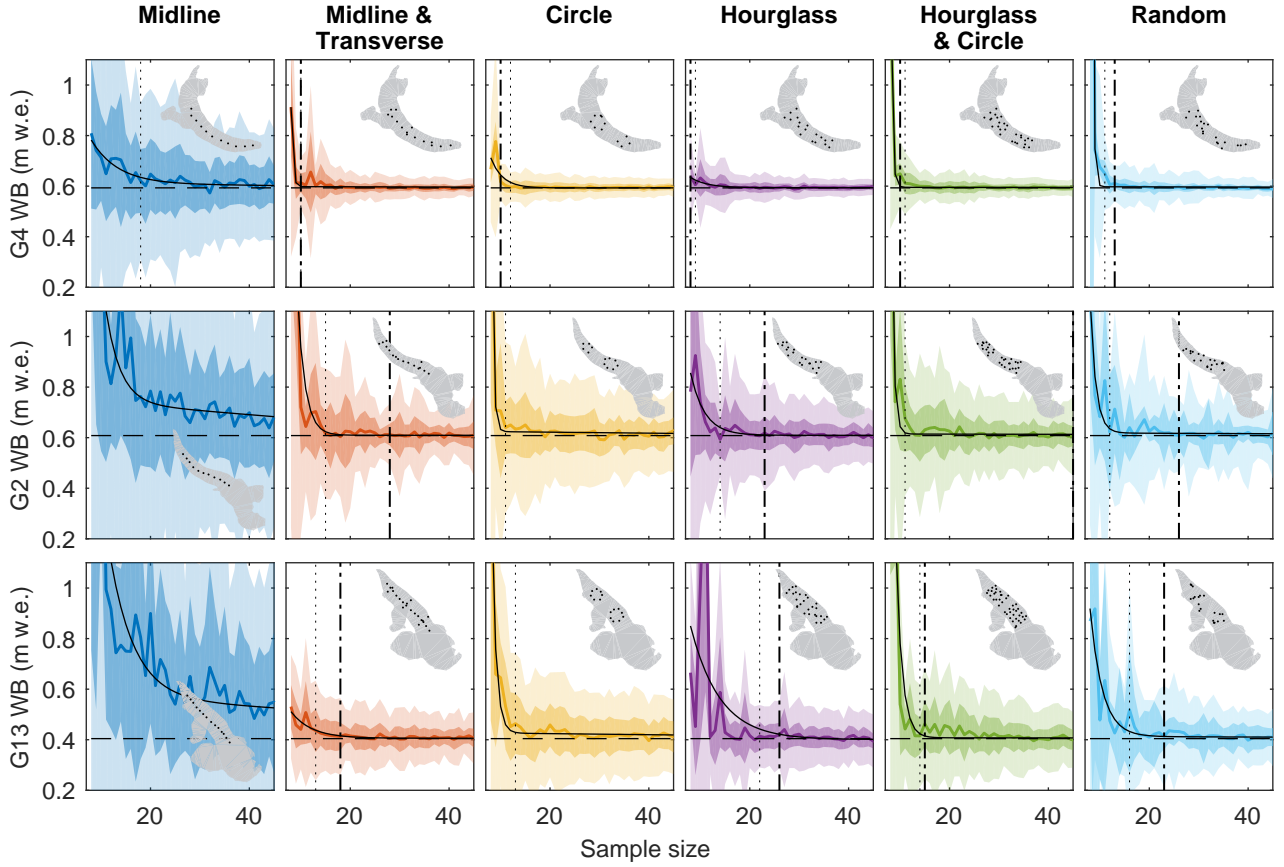 Midline
Midline &
Transverse
Circle
Hourglass
Hourglass
& Circle
Random
G4 WB (m w.e.)
1
0.8
0.6
0.4
0.2
G2 WB (m w.e.)
1
0.8
0.6
0.4
0.2
G13 WB (m w.e.)
1
0.8
0.6
0.4
0.2
20 40
20 40
20 40
20 40
20 40
20 40
Sample size